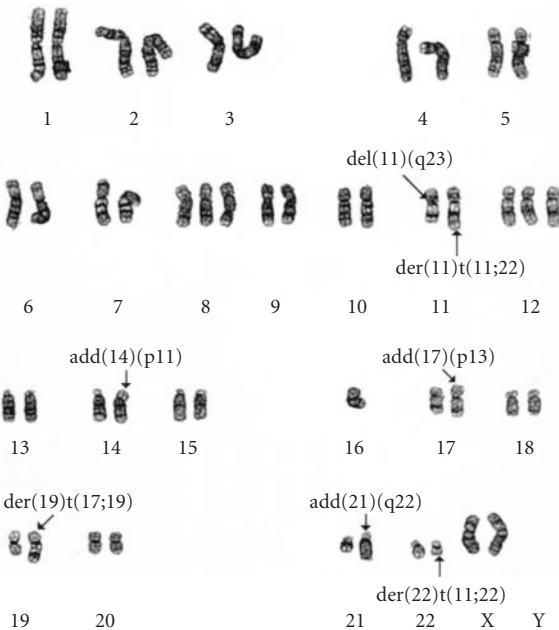 1 2 3 4 5
del(11)(q23)
der(11)t(11;22)
6 7 8 9 10 11 12
add(14)(p11) add(17)(p13)
13 14 15 16 17 18
der(19)t(17;19) add(21)(q22)
der(22)t(11;22)
19 20 21 22 X Y